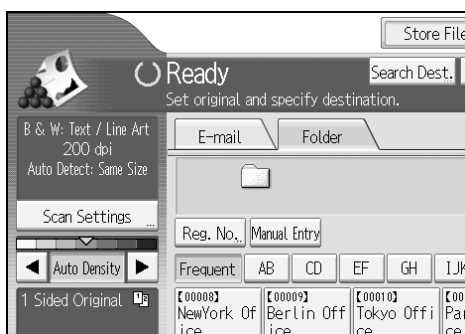 Store File
Ready
Search Dest.
Set original and specify destination.
B & W: Text / Line Art
200 dpi
Auto Detect: Same Size
E-mail
Folder
Scan Settings
Reg. No.
Manual Entry
Auto Density
Frequent
AB
CD
EF
GH
IJK
1 Sided Original
[00008]
[00009]
[00010]
[00
NewYork Of
Berlin Off
Tokyo Offi
Pa
ice
ice
ce
ce